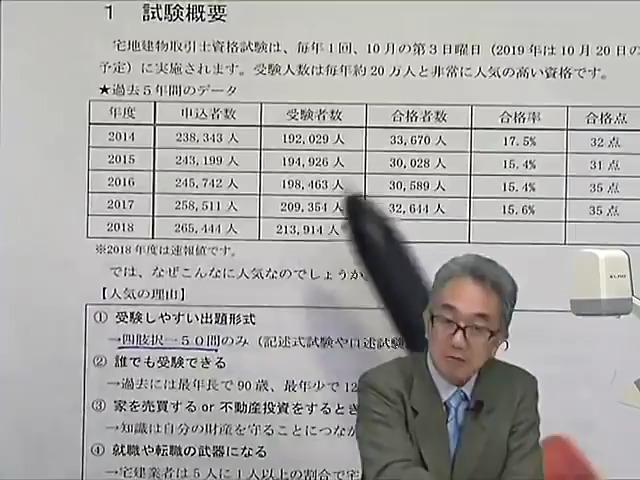 1 試験概要
宅地建物取引士資格試験は、毎年1回、10月の第3日曜日（2019年は10月20日の
予定）に実施されます。受験人数は毎年約20万人と非常に人気の高い資格です。
★過去5年間のデータ
年度 申込者数 受験者数 合格者数 合格率 合格点
2014 238,343人 192,029人 33,670人 17.5% 32点
2015 243,199人 194,926人 30,028人 15.4% 31点
2016 245,742人 198,463人 30,589人 15.4% 35点
2017 258,511人 209,354人 32,644人 15.6% 35点
2018 265,444人 213,914人
※2018年度は速報値です。
では、なぜこんなに人気なのでしょうか
【人気の理由】
① 受験しやすい出題形式
→四肢択一50問のみ（記述式試験や口述試験
② 誰でも受験できる
→過去には最年長で90歳、最年少で12
③ 家を売買する or 不動産投資をするとき
→知識は自分の財産を守ることにつなが
④ 就職や転職の武器になる
→宅建業者は5人に1人以上の割合で宅